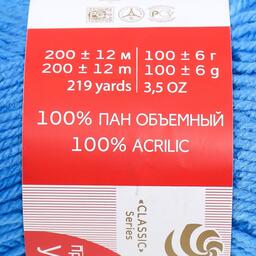 200 ± 12 м 100 ± 6 г
200 ± 12 m 100 ± 6 g
219 yards 3,5 OZ
100% ПАН ОБЪЕМНЫЙ
100% ACRILIC
«CLASSIC»
Series